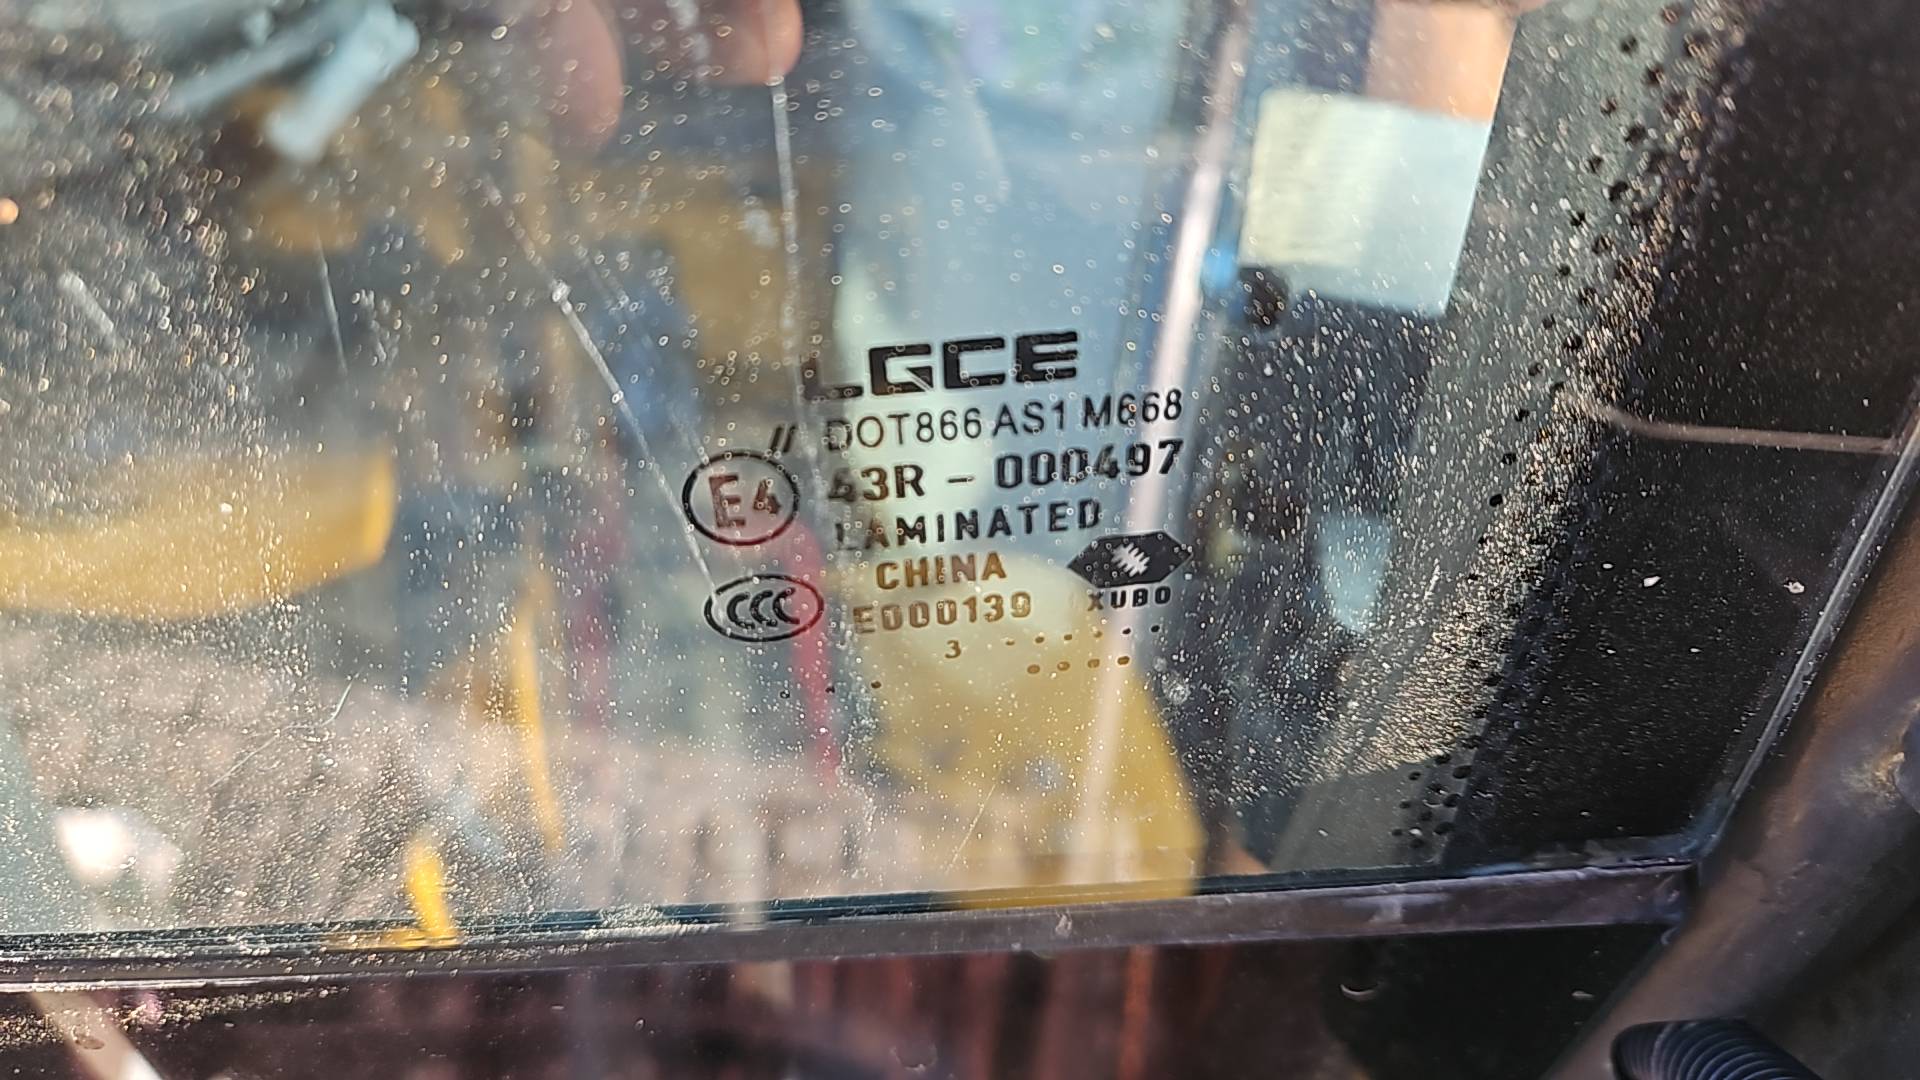 LGCE
// DOT866 AS1 M668
E4 43R - 000497
LAMINATED
CHINA
CCC E000139 XUBO
3